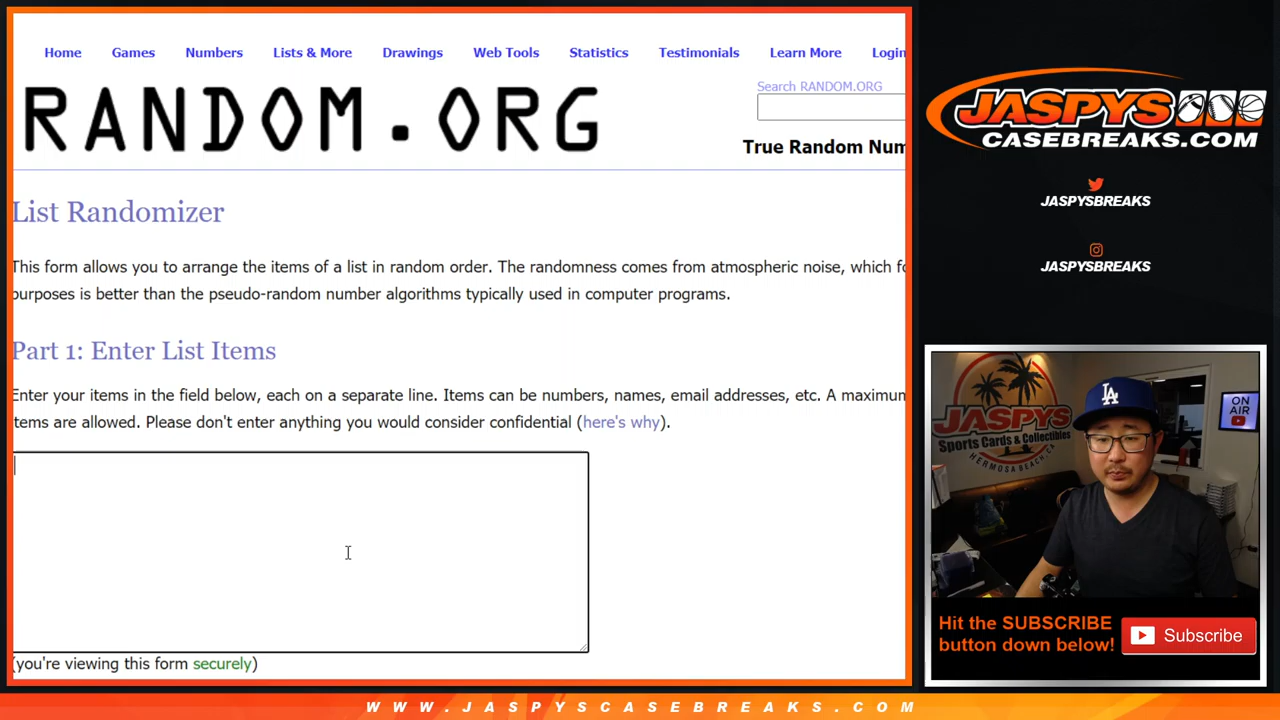 Home Games Numbers Lists & More Drawings Web Tools Statistics Testimonials Learn More Login
RANDOM.ORG
Search RANDOM.ORG
True Random Num
List Randomizer
This form allows you to arrange the items of a list in random order. The randomness comes from atmospheric noise, which fo
purposes is better than the pseudo-random number algorithms typically used in computer programs.
Part 1: Enter List Items
Enter your items in the field below, each on a separate line. Items can be numbers, names, email addresses, etc. A maximum
items are allowed. Please don't enter anything you would consider confidential (here's why).
(you're viewing this form securely)
JASPYS
CASEBREAKS.COM
JASPYSBREAKS
JASPYSBREAKS
JASPYS
Sports Cards & Collectibles
HERMOSA BEACH, CA
LA
ON
AIR
Hit the SUBSCRIBE
button down below!
Subscribe
WWW.JASPYSCASEBREAKS.COM